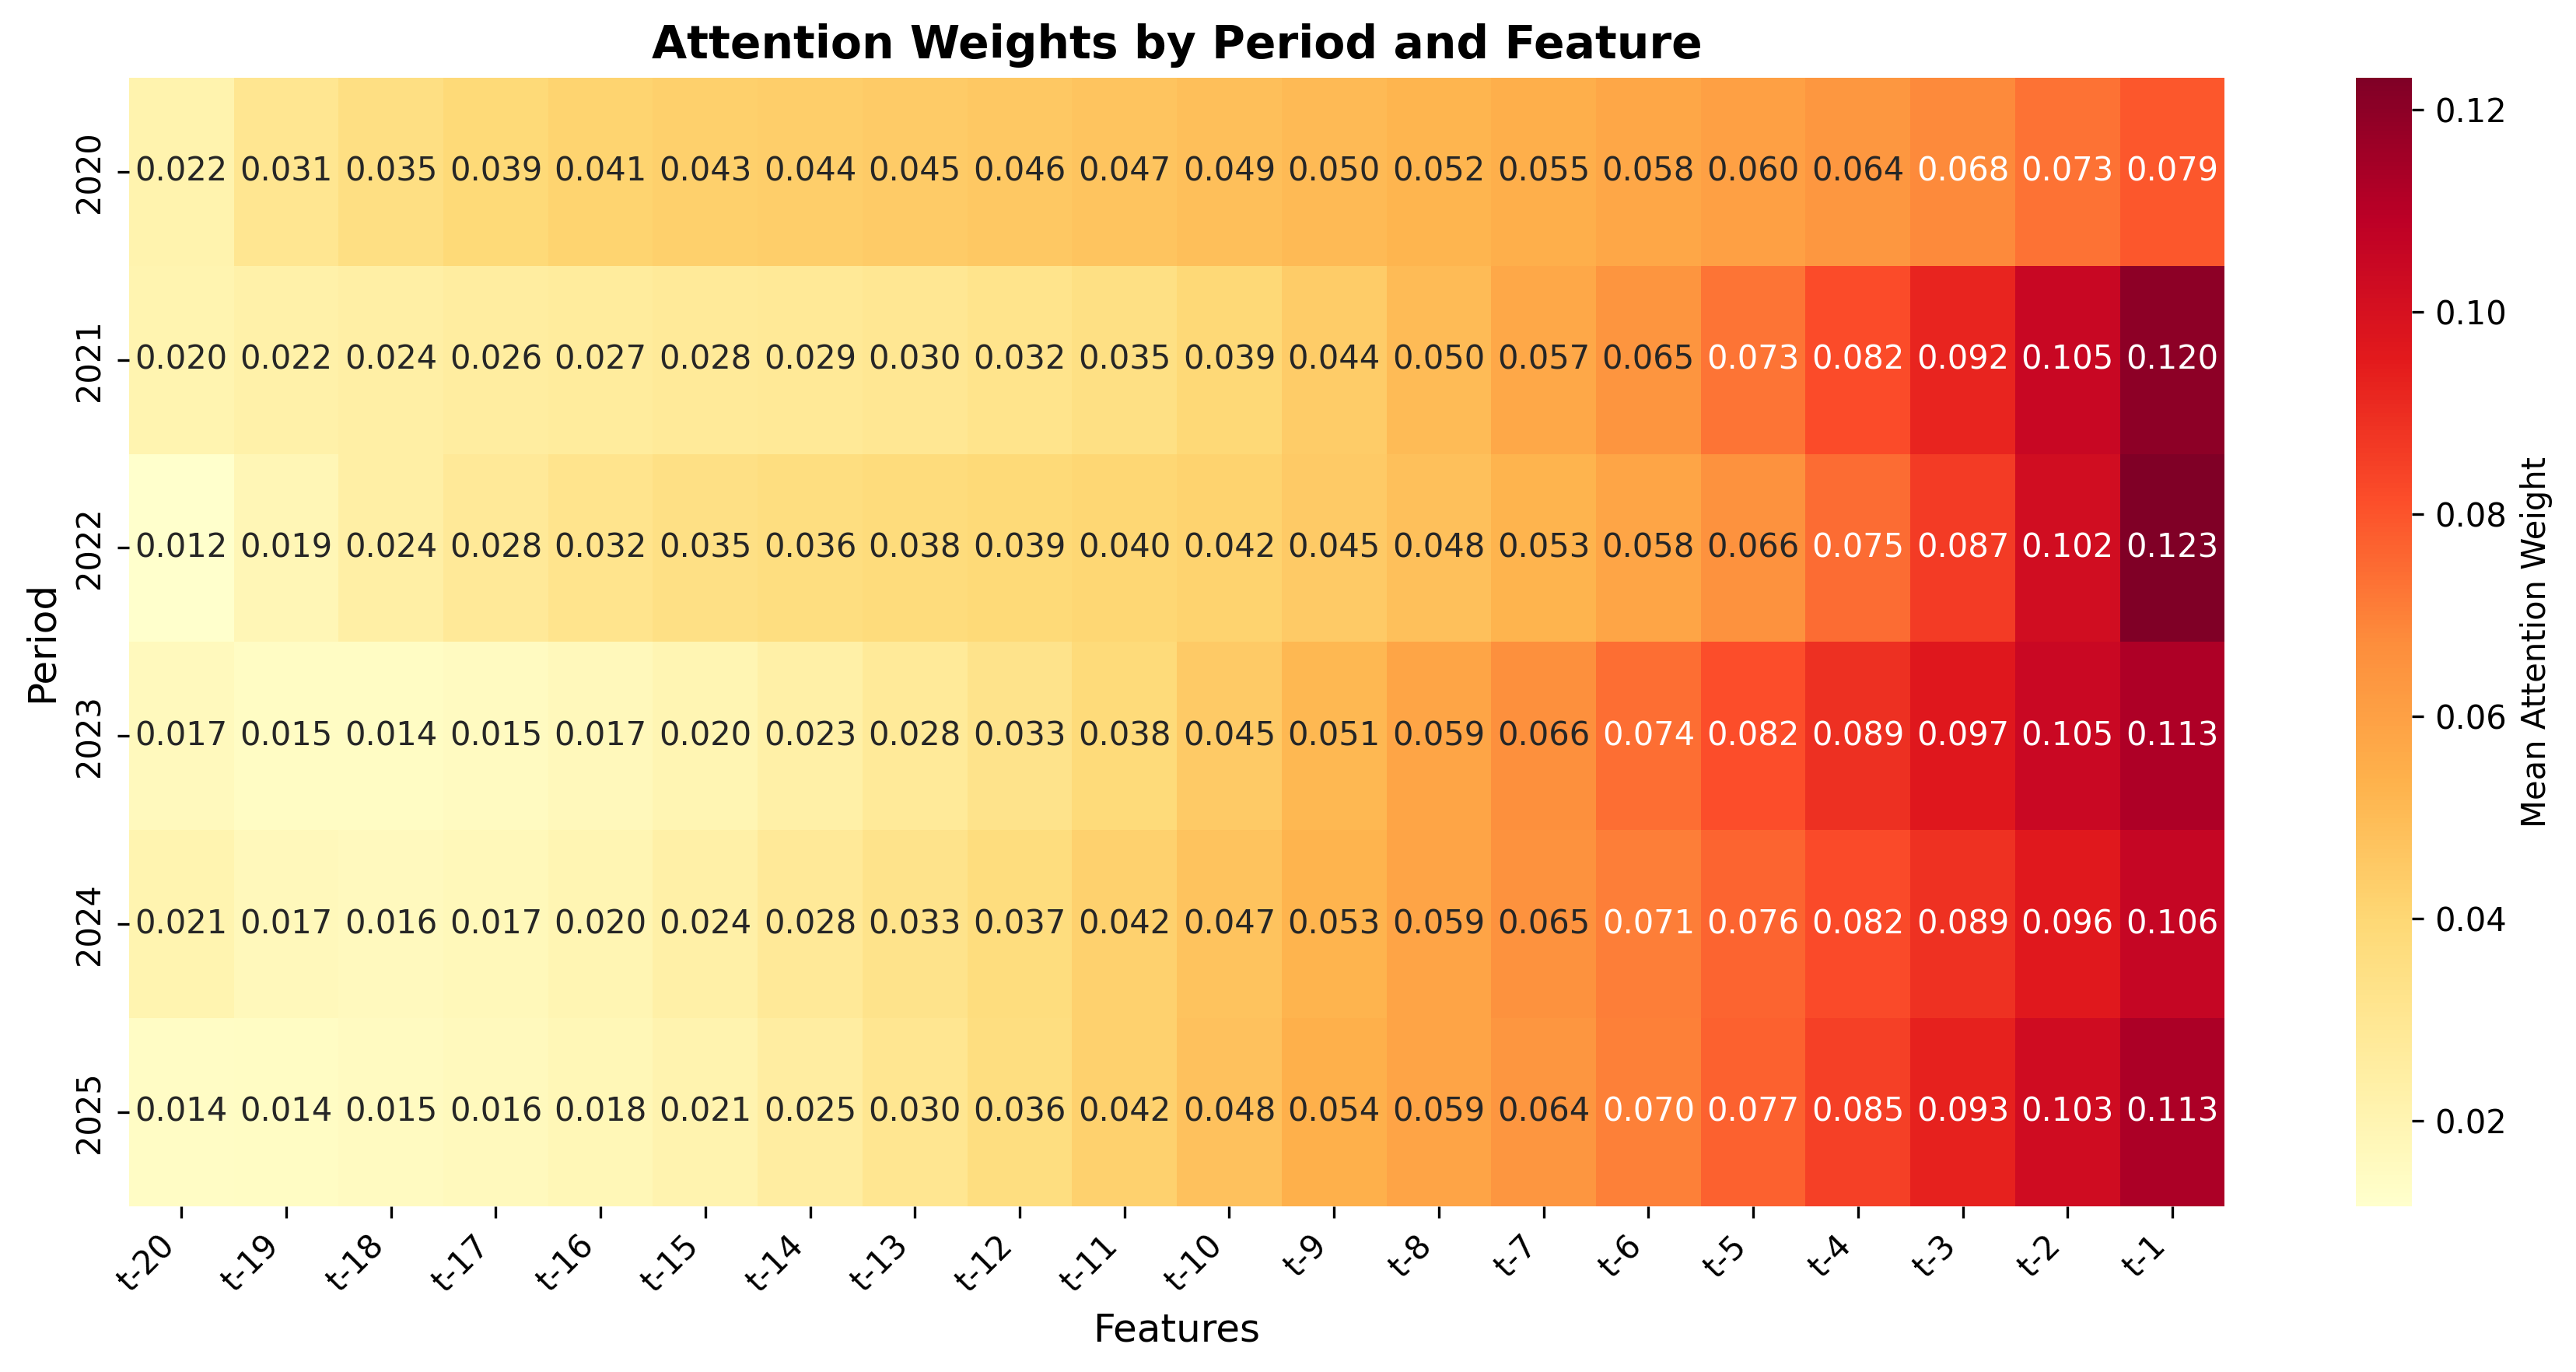 Attention Weights by Period and Feature
2020
0.022 0.031 0.035 0.039 0.041 0.043 0.044 0.045 0.046 0.047 0.049 0.050 0.052 0.055 0.058 0.060 0.064 0.068 0.073 0.079
2021
0.020 0.022 0.024 0.026 0.027 0.028 0.029 0.030 0.032 0.035 0.039 0.044 0.050 0.057 0.065 0.073 0.082 0.092 0.105 0.120
2022
0.012 0.019 0.024 0.028 0.032 0.035 0.036 0.038 0.039 0.040 0.042 0.045 0.048 0.053 0.058 0.066 0.075 0.087 0.102 0.123
2023
0.017 0.015 0.014 0.015 0.017 0.020 0.023 0.028 0.033 0.038 0.045 0.051 0.059 0.066 0.074 0.082 0.089 0.097 0.105 0.113
2024
0.021 0.017 0.016 0.017 0.020 0.024 0.028 0.033 0.037 0.042 0.047 0.053 0.059 0.065 0.071 0.076 0.082 0.089 0.096 0.106
2025
0.014 0.014 0.015 0.016 0.018 0.021 0.025 0.030 0.036 0.042 0.048 0.054 0.059 0.064 0.070 0.077 0.085 0.093 0.103 0.113
Period
t-20 t-19 t-18 t-17 t-16 t-15 t-14 t-13 t-12 t-11 t-10 t-9 t-8 t-7 t-6 t-5 t-4 t-3 t-2 t-1
Features
0.12
0.10
0.08
0.06
0.04
0.02
Mean Attention Weight